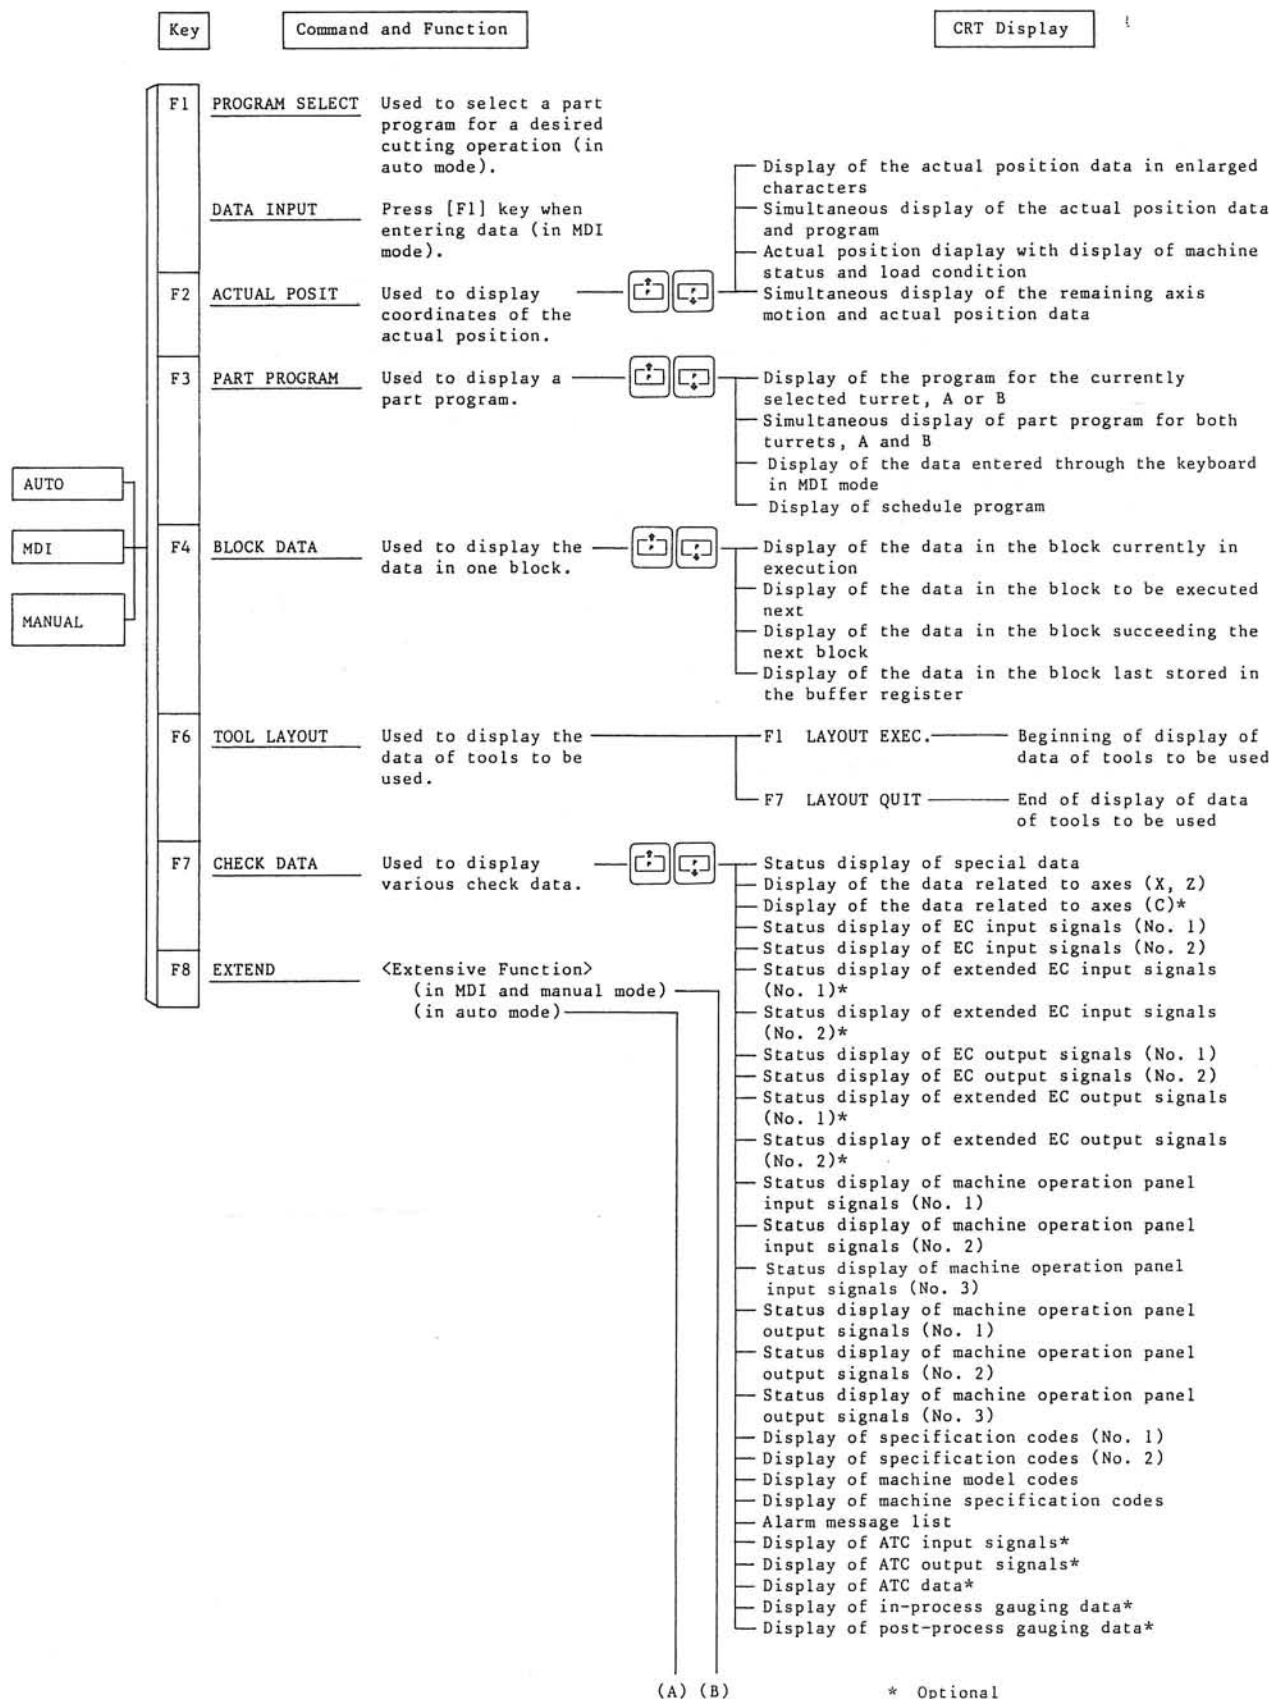 Key
Command and Function
CRT Display
AUTO
MDI
MANUAL
F1
PROGRAM SELECT
Used to select a part
program for a desired
cutting operation (in
auto mode).
DATA INPUT
Press [F1] key when
entering data (in MDI
mode).
F2
ACTUAL POSIT
Used to display
coordinates of the
actual position.
Display of the actual position data in enlarged
characters
Simultaneous display of the actual position data
and program
Actual position diaplay with display of machine
status and load condition
Simultaneous display of the remaining axis
motion and actual position data
F3
PART PROGRAM
Used to display a
part program.
Display of the program for the currently
selected turret, A or B
Simultaneous display of part program for both
turrets, A and B
Display of the data entered through the keyboard
in MDI mode
Display of schedule program
F4
BLOCK DATA
Used to display the
data in one block.
Display of the data in the block currently in
execution
Display of the data in the block to be executed
next
Display of the data in the block succeeding the
next block
Display of the data in the block last stored in
the buffer register
F6
TOOL LAYOUT
Used to display the
data of tools to be
used.
F1 LAYOUT EXEC.
Beginning of display of
data of tools to be used
F7 LAYOUT QUIT
End of display of data
of tools to be used
F7
CHECK DATA
Used to display
various check data.
Status display of special data
Display of the data related to axes (X, Z)
Display of the data related to axes (C)*
Status display of EC input signals (No. 1)
Status display of EC input signals (No. 2)
Status display of extended EC input signals
(No. 1)*
Status display of extended EC input signals
(No. 2)*
Status display of EC output signals (No. 1)
Status display of EC output signals (No. 2)
Status display of extended EC output signals
(No. 1)*
Status display of extended EC output signals
(No. 2)*
Status display of machine operation panel
input signals (No. 1)
Status display of machine operation panel
input signals (No. 2)
Status display of machine operation panel
input signals (No. 3)
Status display of machine operation panel
output signals (No. 1)
Status display of machine operation panel
output signals (No. 2)
Status display of machine operation panel
output signals (No. 3)
Display of specification codes (No. 1)
Display of specification codes (No. 2)
Display of machine model codes
Display of machine specification codes
Alarm message list
Display of ATC input signals*
Display of ATC output signals*
Display of ATC data*
Display of in-process gauging data*
Display of post-process gauging data*
F8
EXTEND
<Extensive Function>
(in MDI and manual mode)
(in auto mode)
(A) (B)
* Optional